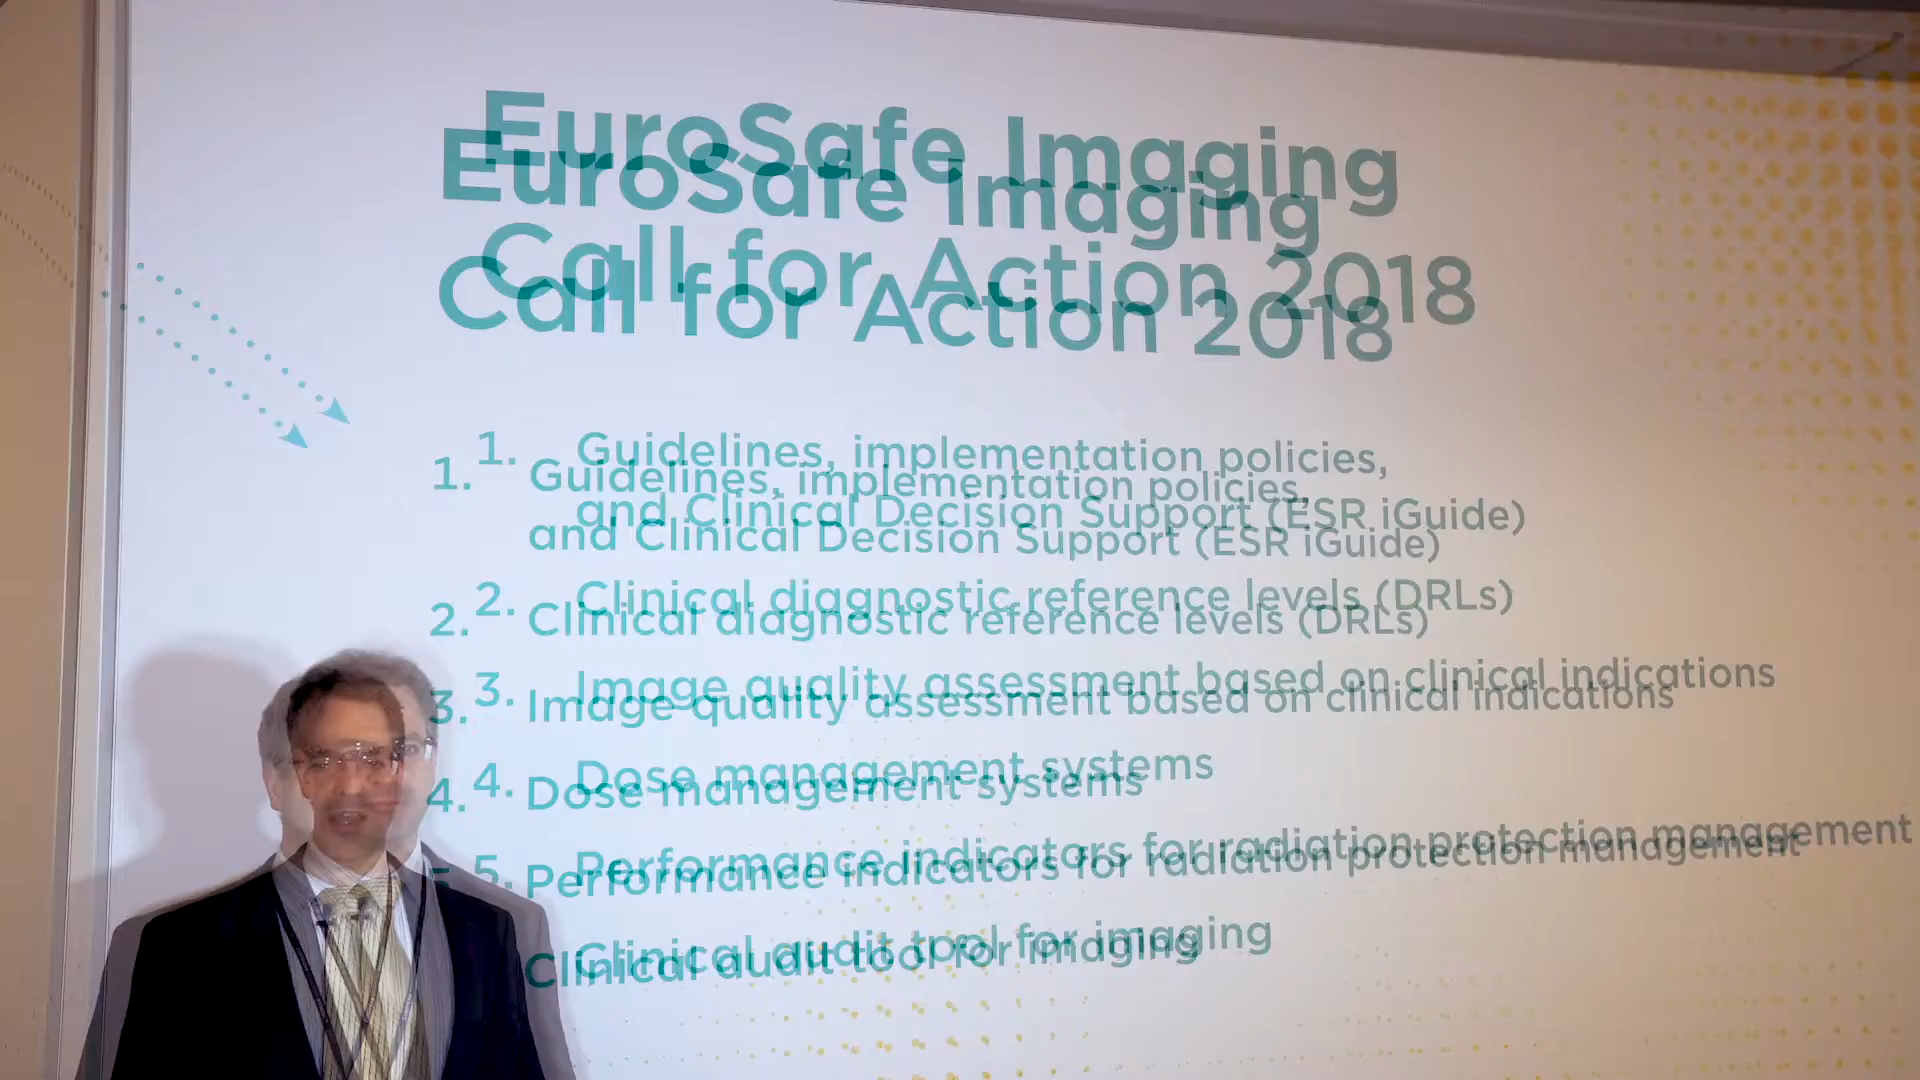 EuroSafe Imaging
Call for Action 2018
1. Guidelines, implementation policies,
and Clinical Decision Support (ESR iGuide)
2. Clinical diagnostic reference levels (DRLs)
3. Image quality assessment based on clinical indications
4. Dose management systems
5. Performance indicators for radiation protection management
Clinical audit tool for imaging